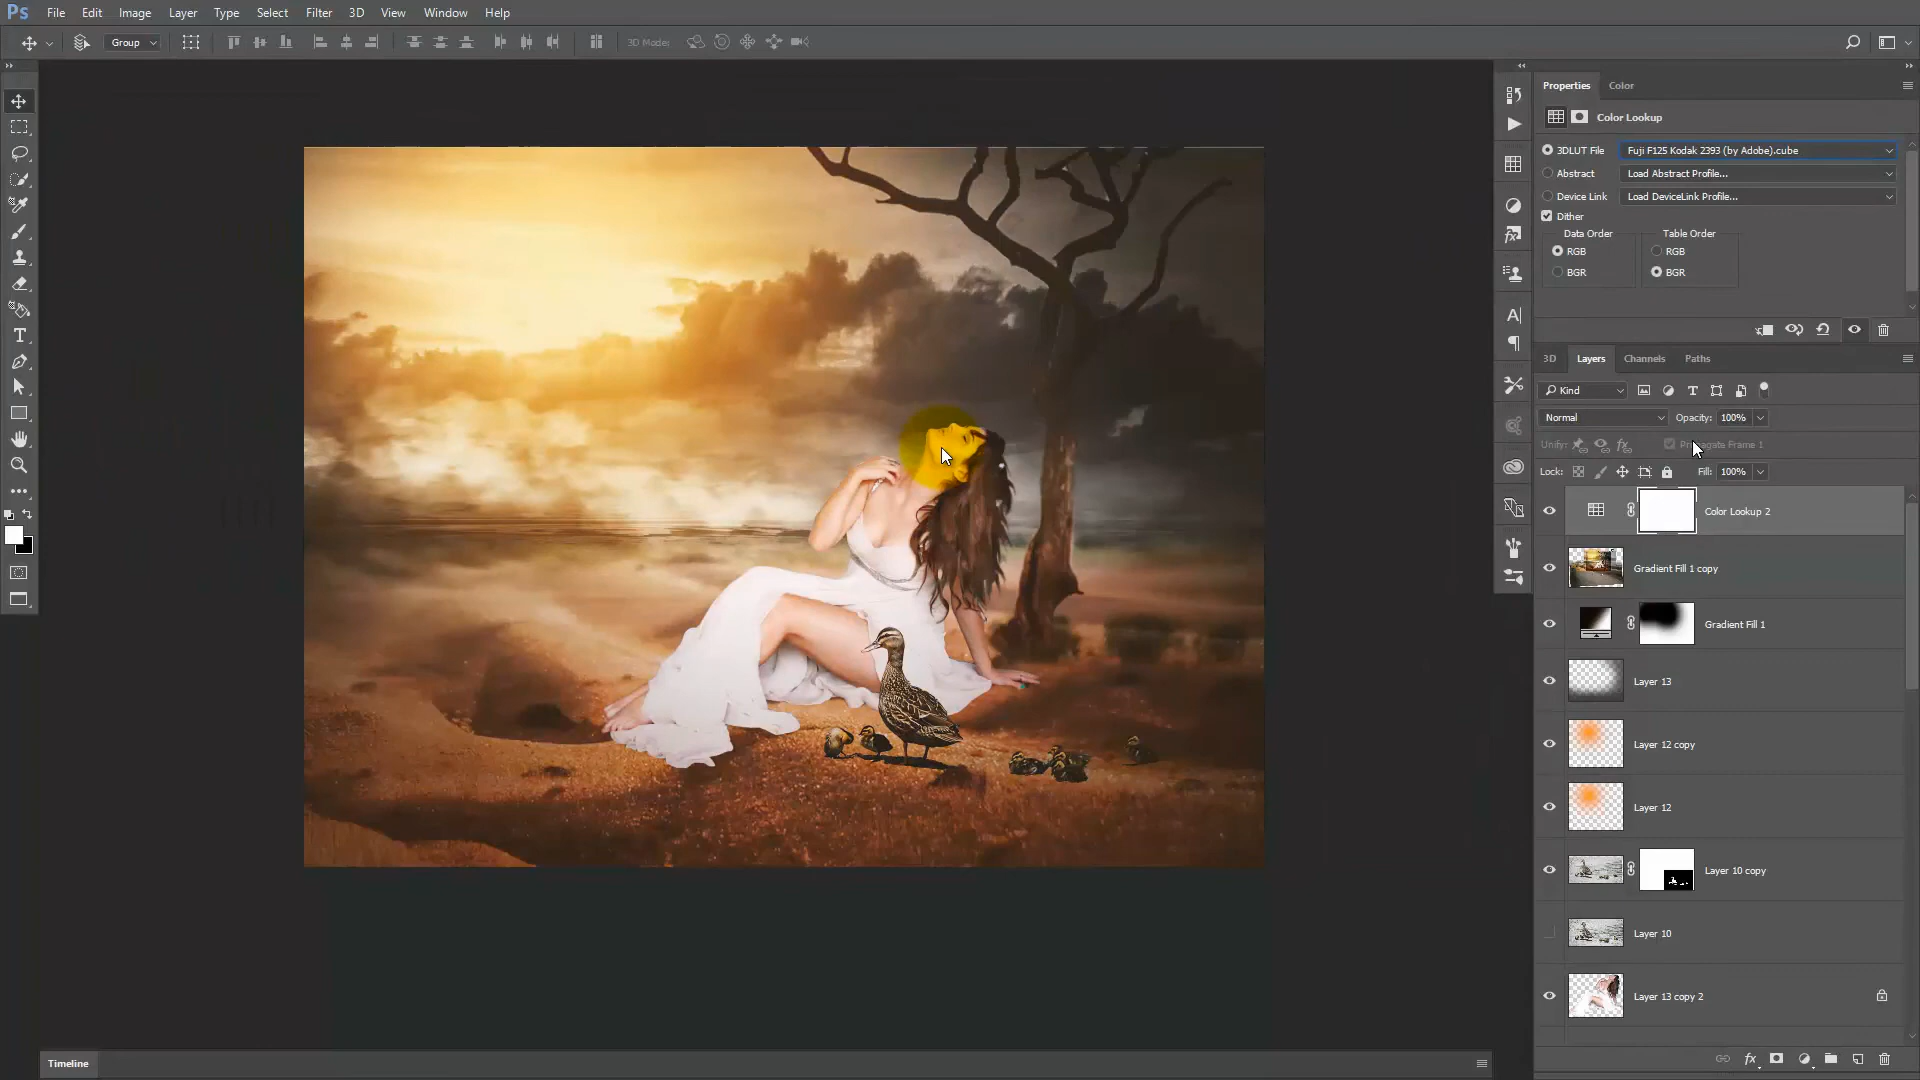 Ps File Edit Image Layer Type Select Filter 3D View Window Help
Group 3D Mode:
Properties Color
Color Lookup
3DLUT File Fuji F125 Kodak 2393 (by Adobe).cube
Abstract Load Abstract Profile...
Device Link Load DeviceLink Profile...
Dither
Data Order Table Order
RGB RGB
BGR BGR
3D Layers Channels Paths
Kind
Normal Opacity: 100%
Unify: Propagate Frame 1
Lock: Fill: 100%
Color Lookup 2
Gradient Fill 1 copy
Gradient Fill 1
Layer 13
Layer 12 copy
Layer 12
Layer 10 copy
Layer 10
Layer 13 copy 2
Timeline